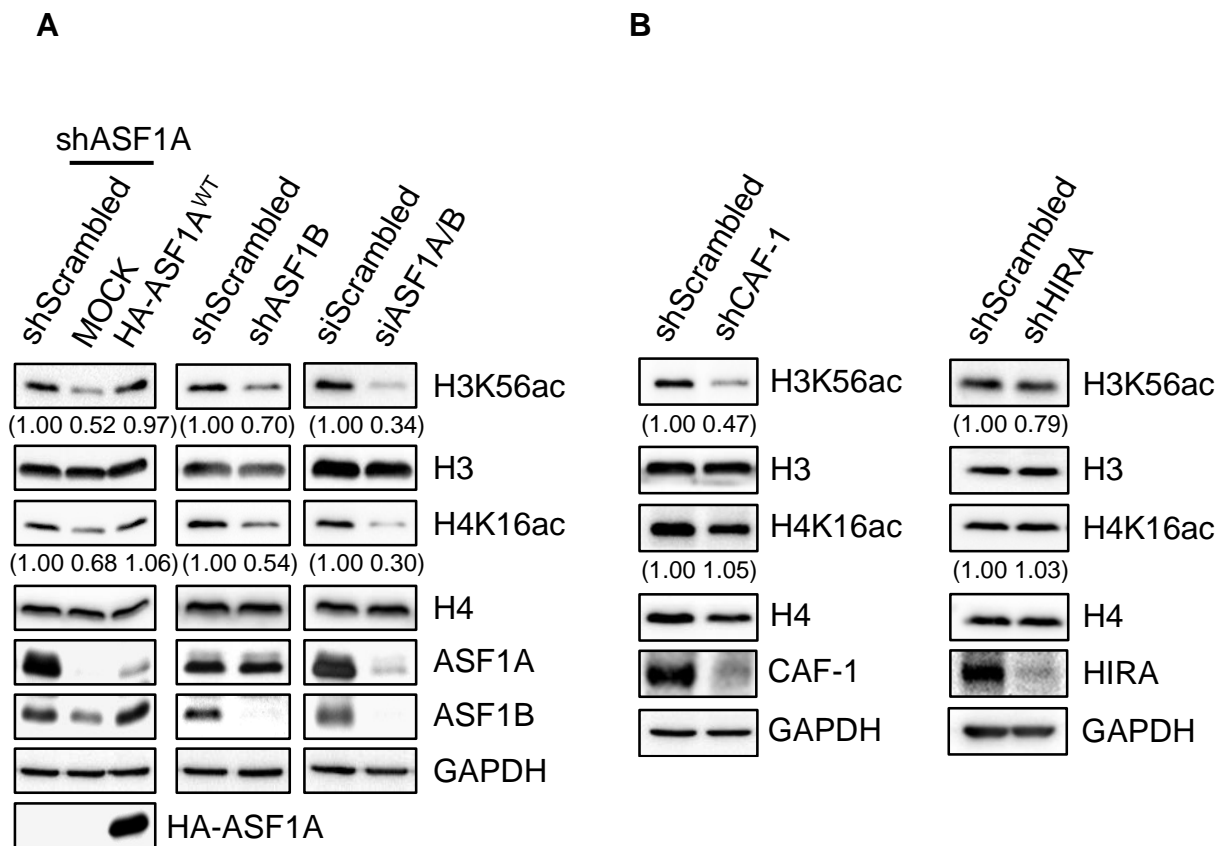 A
B
shASF1A
shScrambled
MOCK
HA-ASF1A^WT
shScrambled
shASF1B
siScrambled
siASF1A/B
shScrambled
shCAF-1
shScrambled
shHIRA
H3K56ac
H3K56ac
H3K56ac
(1.00 0.52 0.97) (1.00 0.70) (1.00 0.34)
(1.00 0.47)
(1.00 0.79)
H3
H3
H3
H4K16ac
H4K16ac
H4K16ac
(1.00 0.68 1.06) (1.00 0.54) (1.00 0.30)
(1.00 1.05)
(1.00 1.03)
H4
H4
H4
ASF1A
CAF-1
HIRA
ASF1B
GAPDH
GAPDH
GAPDH
HA-ASF1A